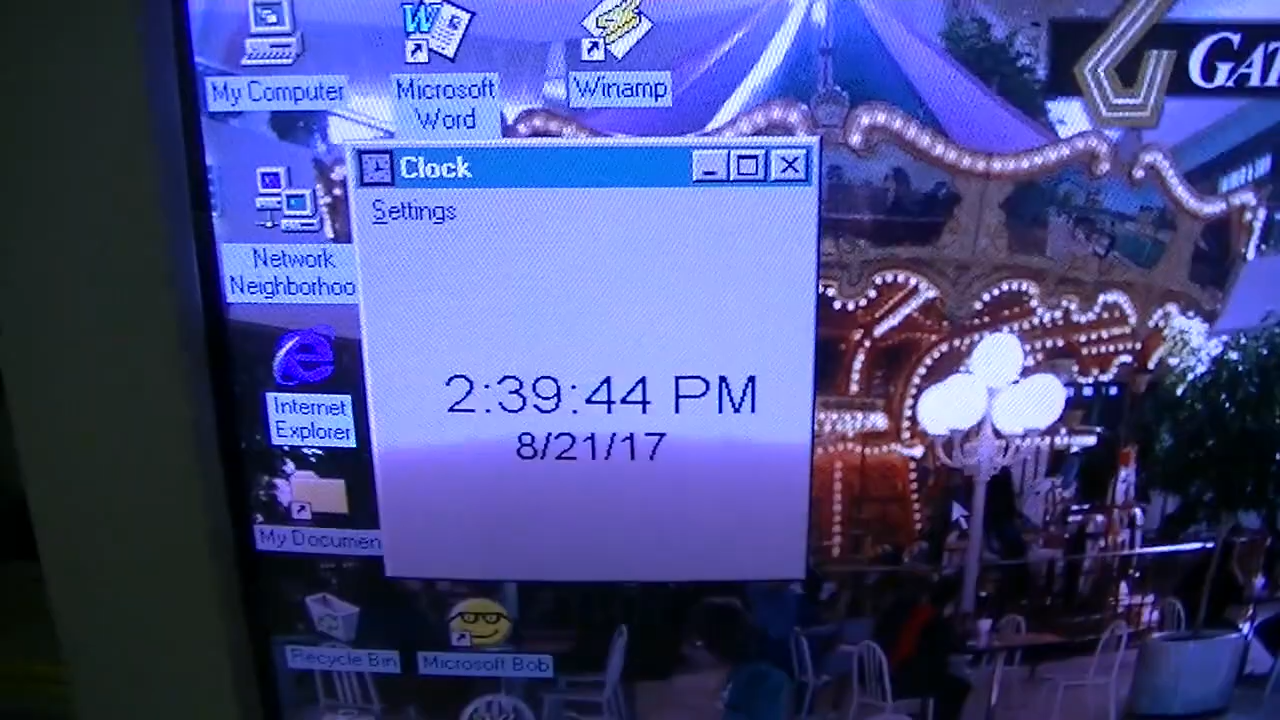 My Computer
Microsoft
Word
Winamp
GAT
Clock
Settings
Network
Neighborhoo
2:39:44 PM
8/21/17
Internet
Explorer
My Documen
Recycle Bin
Microsoft Bob